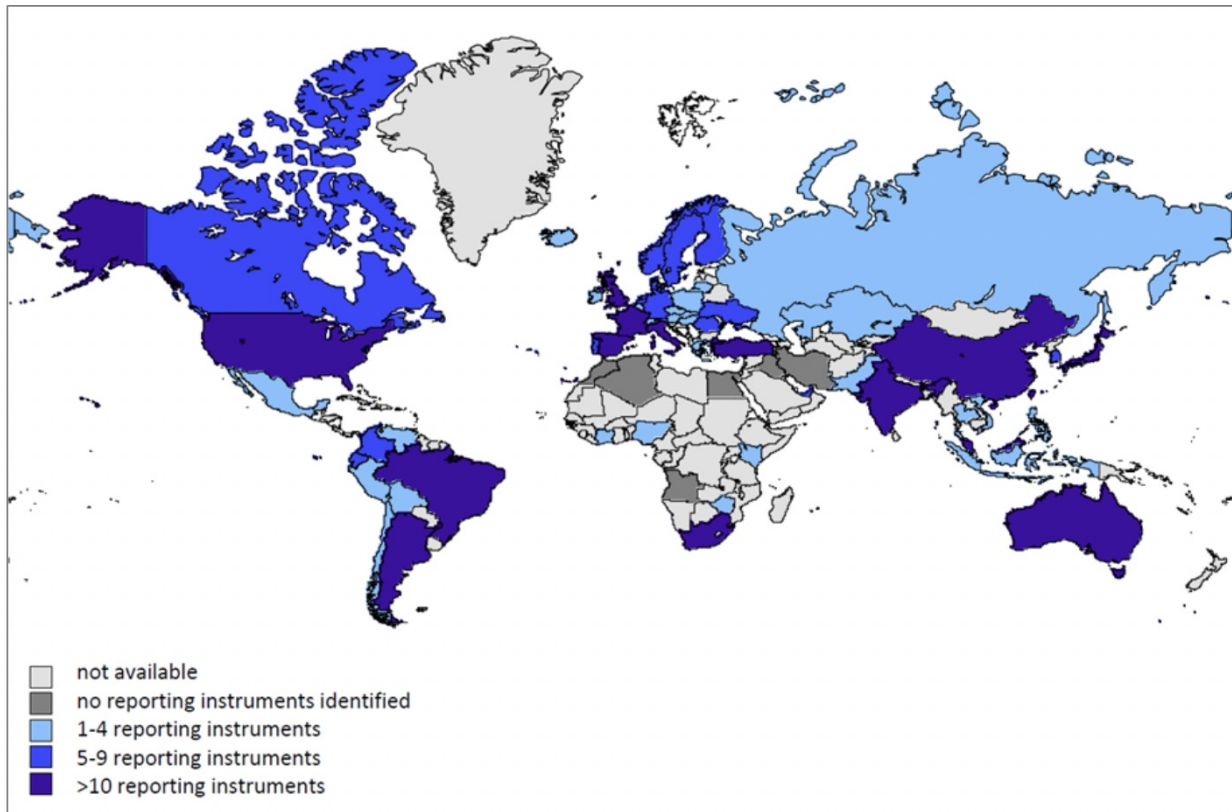 not available
no reporting instruments identified
1-4 reporting instruments
5-9 reporting instruments
>10 reporting instruments